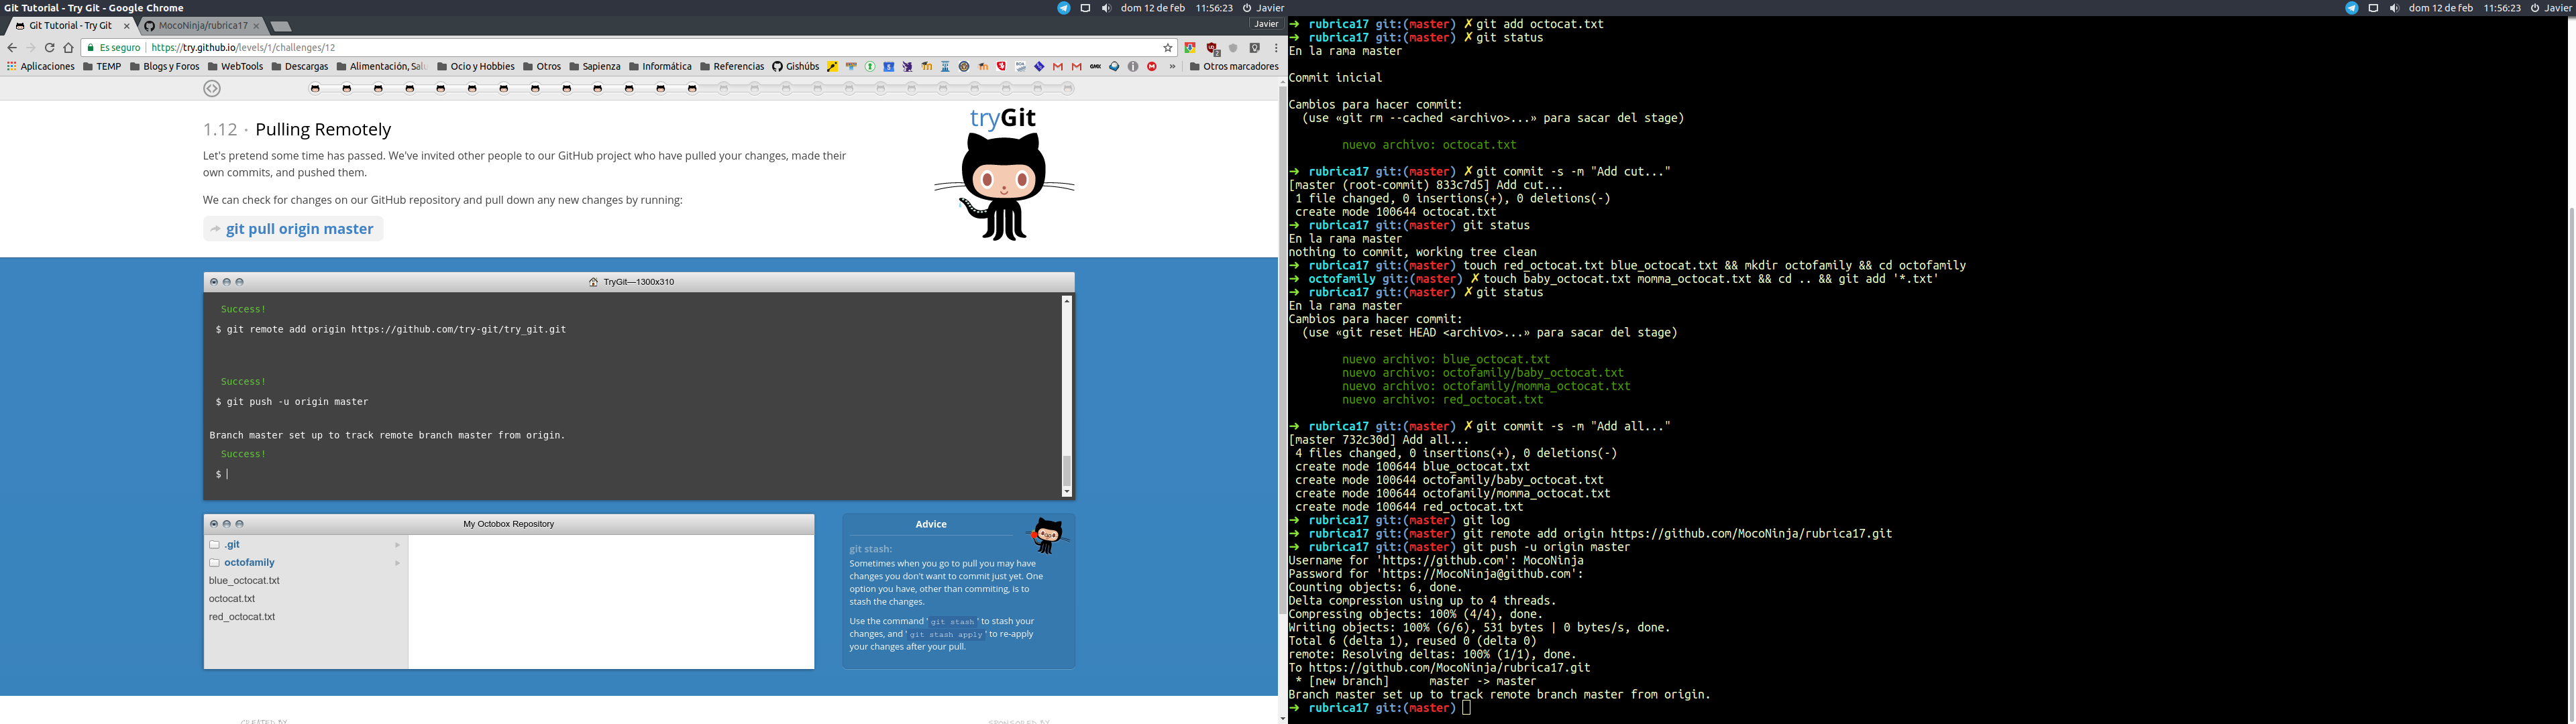 Git Tutorial - Try Git - Google Chrome
dom 12 de feb 11:56:23 Javier
Git Tutorial - Try Git × MocoNinja/rubrica17 ×
Javier
Es seguro | https://try.github.io/levels/1/challenges/12
Aplicaciones TEMP Blogs y Foros WebTools Descargas Alimentación, Salu Ocio y Hobbies Otros Sapienza Informática Referencias Gishúbs » Otros marcadores
1.12 · Pulling Remotely
tryGit
Let's pretend some time has passed. We've invited other people to our GitHub project who have pulled your changes, made their
own commits, and pushed them.
We can check for changes on our GitHub repository and pull down any new changes by running:
git pull origin master
TryGit—1300x310
Success!
$ git remote add origin https://github.com/try-git/try_git.git
Success!
$ git push -u origin master
Branch master set up to track remote branch master from origin.
Success!
$
My Octobox Repository
.git
octofamily
blue_octocat.txt
octocat.txt
red_octocat.txt
Advice
git stash:
Sometimes when you go to pull you may have
changes you don't want to commit just yet. One
option you have, other than commiting, is to
stash the changes.
Use the command 'git stash' to stash your
changes, and 'git stash apply' to re-apply
your changes after your pull.
dom 12 de feb 11:56:23 Javier
➜ rubrica17 git:(master) ✗ git add octocat.txt
➜ rubrica17 git:(master) ✗ git status
En la rama master
Commit inicial
Cambios para hacer commit:
(use «git rm --cached <archivo>...» para sacar del stage)
nuevo archivo: octocat.txt
➜ rubrica17 git:(master) ✗ git commit -s -m "Add cut..."
[master (root-commit) 833c7d5] Add cut...
1 file changed, 0 insertions(+), 0 deletions(-)
create mode 100644 octocat.txt
➜ rubrica17 git:(master) git status
En la rama master
nothing to commit, working tree clean
➜ rubrica17 git:(master) touch red_octocat.txt blue_octocat.txt && mkdir octofamily && cd octofamily
➜ octofamily git:(master) ✗ touch baby_octocat.txt momma_octocat.txt && cd .. && git add '*.txt'
➜ rubrica17 git:(master) ✗ git status
En la rama master
Cambios para hacer commit:
(use «git reset HEAD <archivo>...» para sacar del stage)
nuevo archivo: blue_octocat.txt
nuevo archivo: octofamily/baby_octocat.txt
nuevo archivo: octofamily/momma_octocat.txt
nuevo archivo: red_octocat.txt
➜ rubrica17 git:(master) ✗ git commit -s -m "Add all..."
[master 732c30d] Add all...
4 files changed, 0 insertions(+), 0 deletions(-)
create mode 100644 blue_octocat.txt
create mode 100644 octofamily/baby_octocat.txt
create mode 100644 octofamily/momma_octocat.txt
create mode 100644 red_octocat.txt
➜ rubrica17 git:(master) git log
➜ rubrica17 git:(master) git remote add origin https://github.com/MocoNinja/rubrica17.git
➜ rubrica17 git:(master) git push -u origin master
Username for 'https://github.com': MocoNinja
Password for 'https://MocoNinja@github.com':
Counting objects: 6, done.
Delta compression using up to 4 threads.
Compressing objects: 100% (4/4), done.
Writing objects: 100% (6/6), 531 bytes | 0 bytes/s, done.
Total 6 (delta 1), reused 0 (delta 0)
remote: Resolving deltas: 100% (1/1), done.
To https://github.com/MocoNinja/rubrica17.git
* [new branch] master -> master
Branch master set up to track remote branch master from origin.
➜ rubrica17 git:(master)